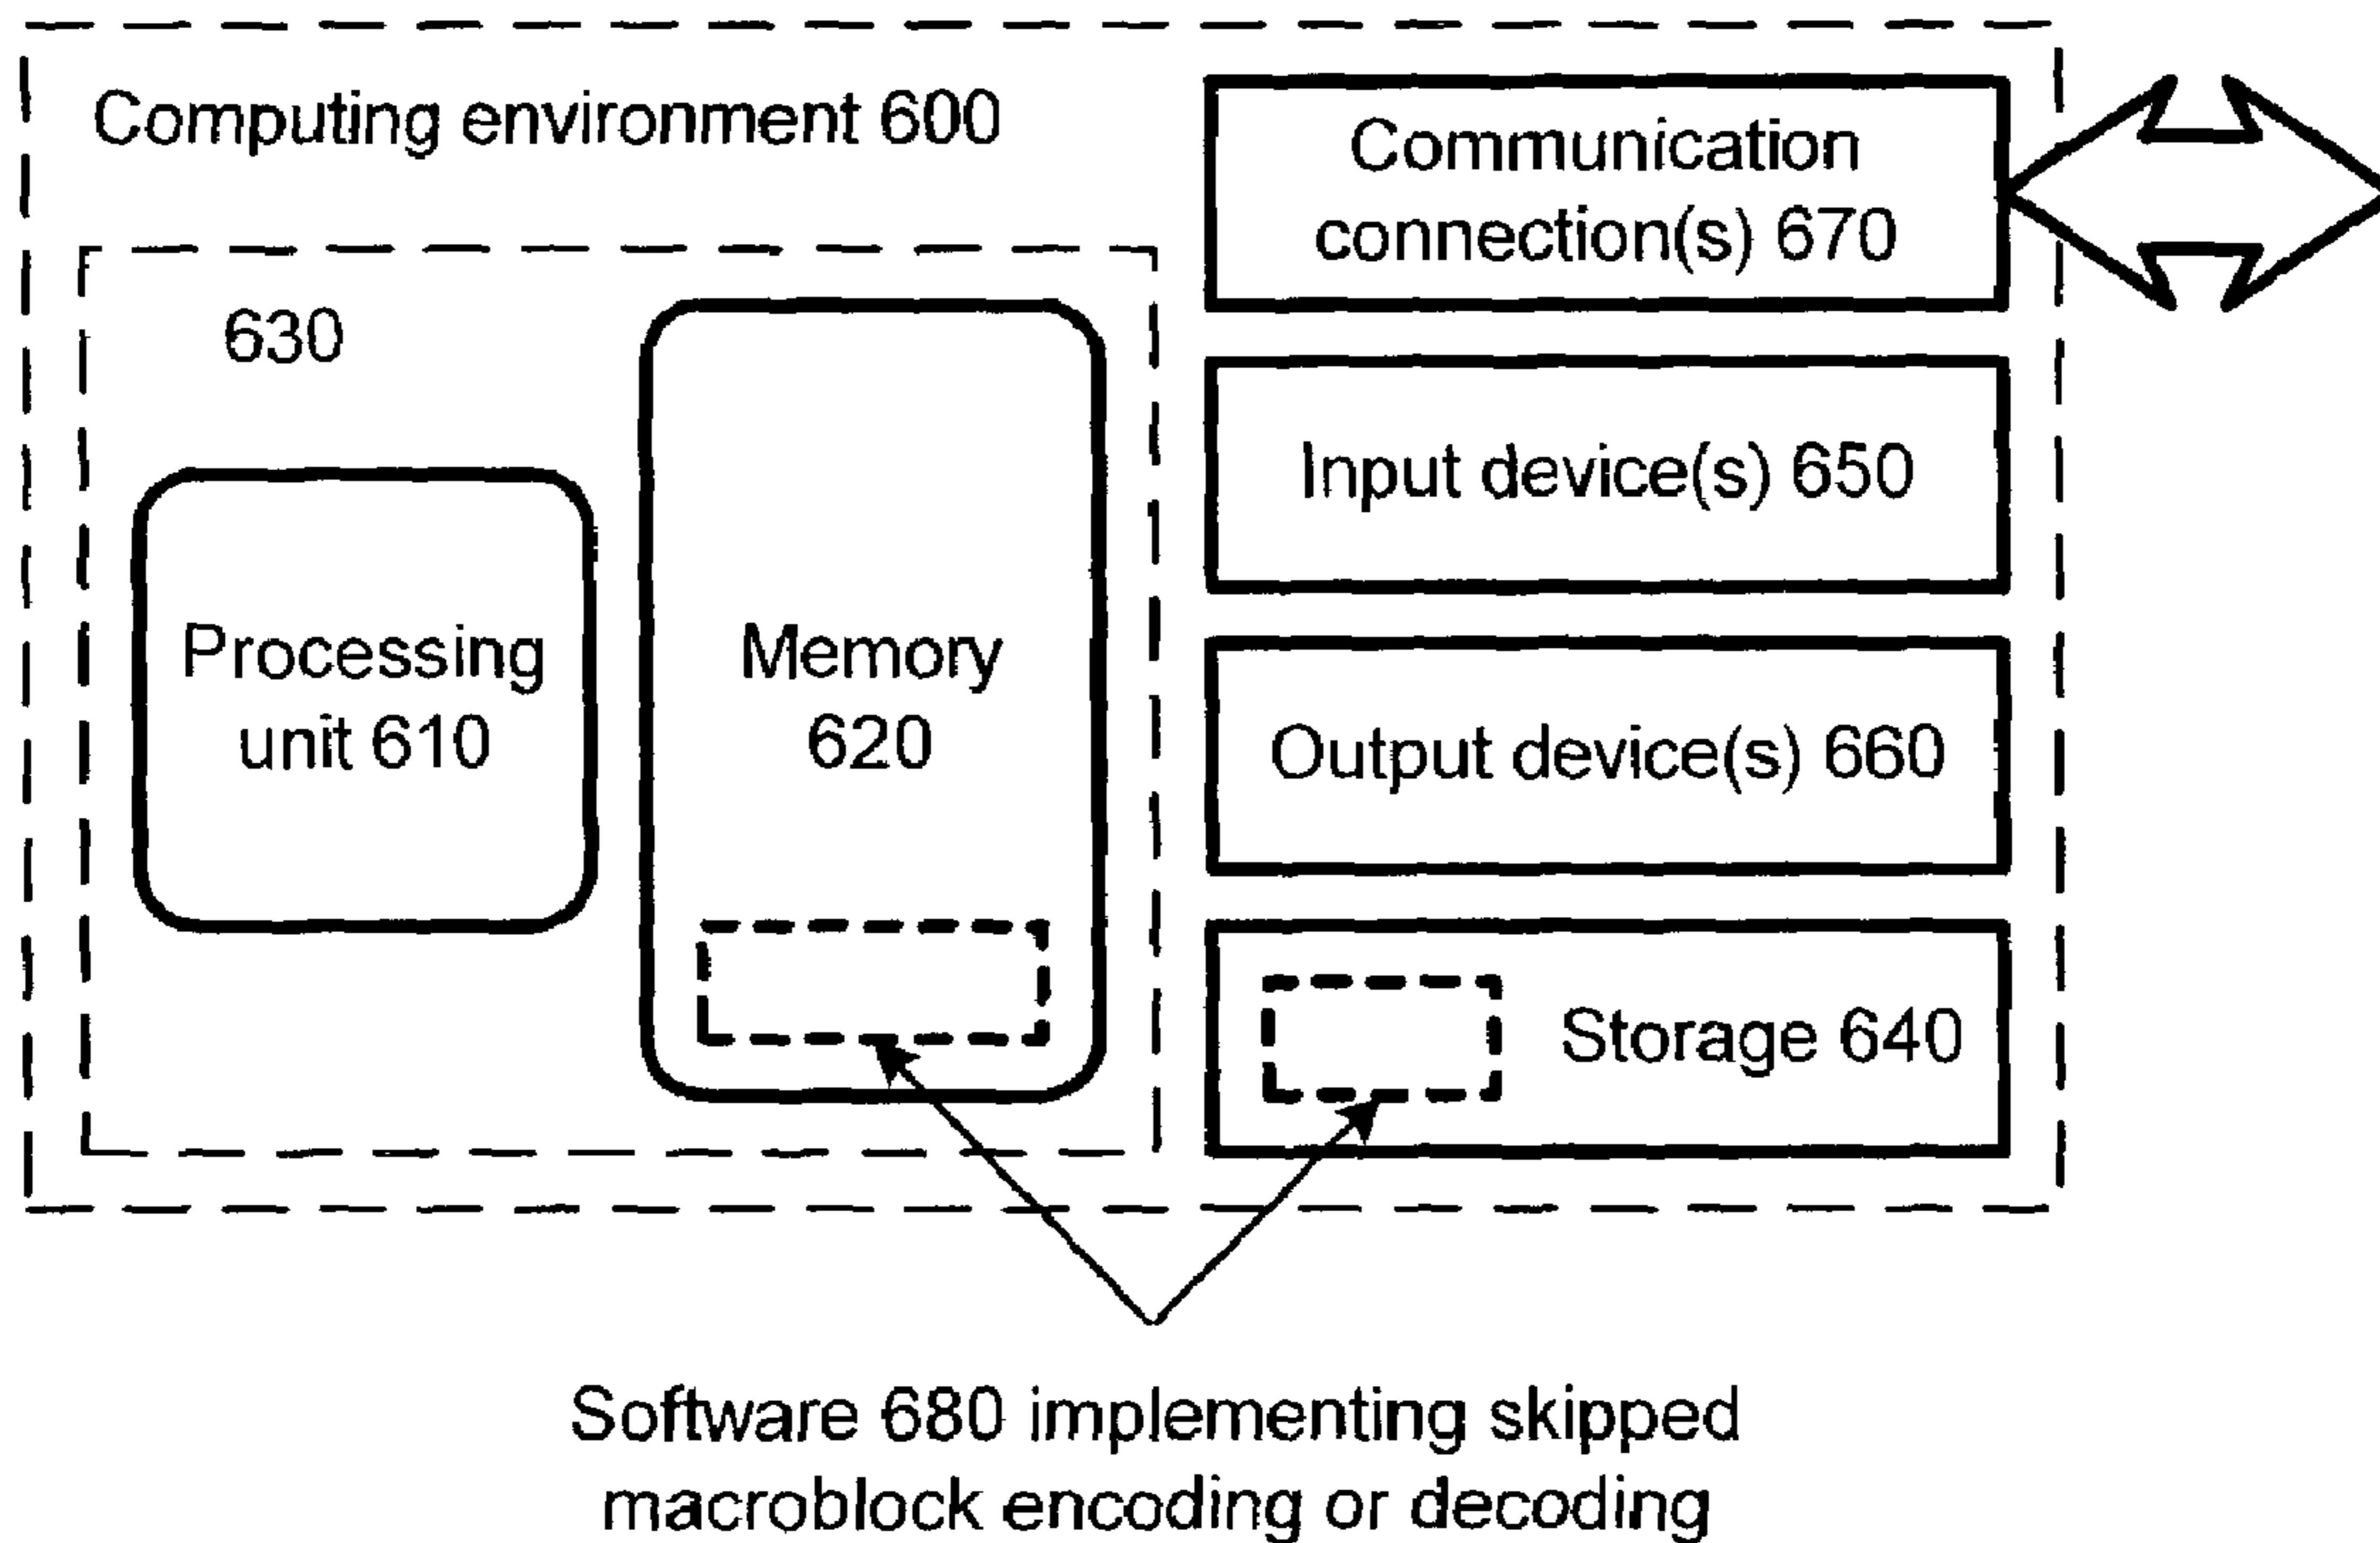 Computing environment 600
630
Processing
unit 610
Memory
620
Communication
connection(s) 670
Input device(s) 650
Output device(s) 660
Storage 640
Software 680 implementing skipped
macroblock encoding or decoding